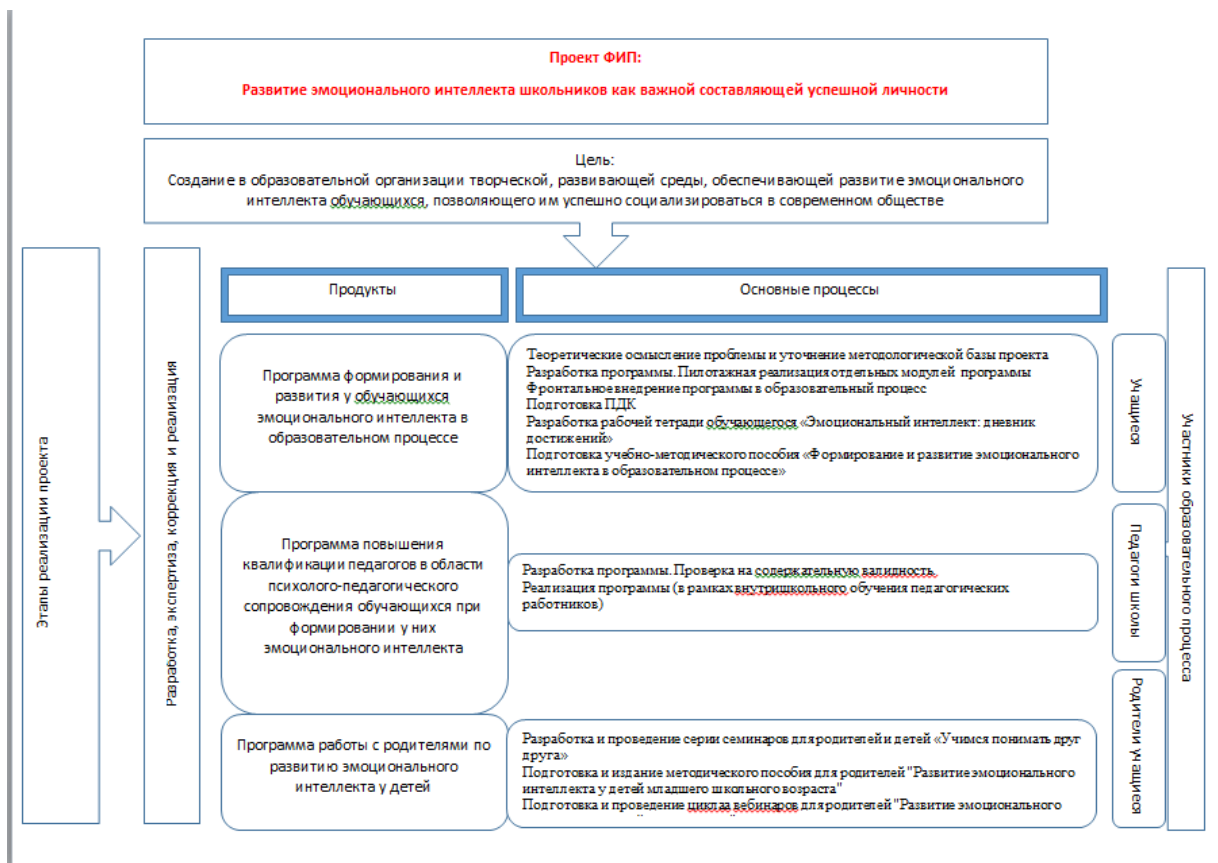 Проект ФИП:
Развитие эмоционального интеллекта школьников как важной составляющей успешной личности
Цель:
Создание в образовательной организации творческой, развивающей среды, обеспечивающей развитие эмоционального
интеллекта обучающихся, позволяющего им успешно социализироваться в современном обществе
Этапы реализации проекта
Разработка, экспертиза, коррекция и реализация
Продукты
Основные процессы
Программа формирования и
развития у обучающихся
эмоционального интеллекта в
образовательном процессе
Теоретические осмысление проблемы и уточнение методологической базы проекта
Разработка программы. Пилотажная реализация отдельных модулей программы
Фронтальное внедрение программы в образовательный процесс
Подготовка ПДК
Разработка рабочей тетради обучающегося «Эмоциональный интеллект: дневник
достижений»
Подготовка учебно-методического пособия «Формирование и развитие эмоционального
интеллекта в образовательном процессе»
Учащиеся
Программа повышения
квалификации педагогов в области
психолого-педагогического
сопровождения обучающихся при
формировании у них
эмоционального интеллекта
Разработка программы. Проверка на содержательную валидность.
Реализация программы (в рамках внутришкольного обучения педагогических
работников)
Педагоги школы
Программа работы с родителями по
развитию эмоционального
интеллекта у детей
Разработка и проведение серии семинаров для родителей и детей «Учимся понимать друг
друга»
Подготовка и издание методического пособия для родителей "Развитие эмоционального
интеллекта у детей младшего школьного возраста"
Подготовка и проведение циклаа вебинаров для родителей "Развитие эмоционального
Родители учащиеся
Участники образовательного процесса